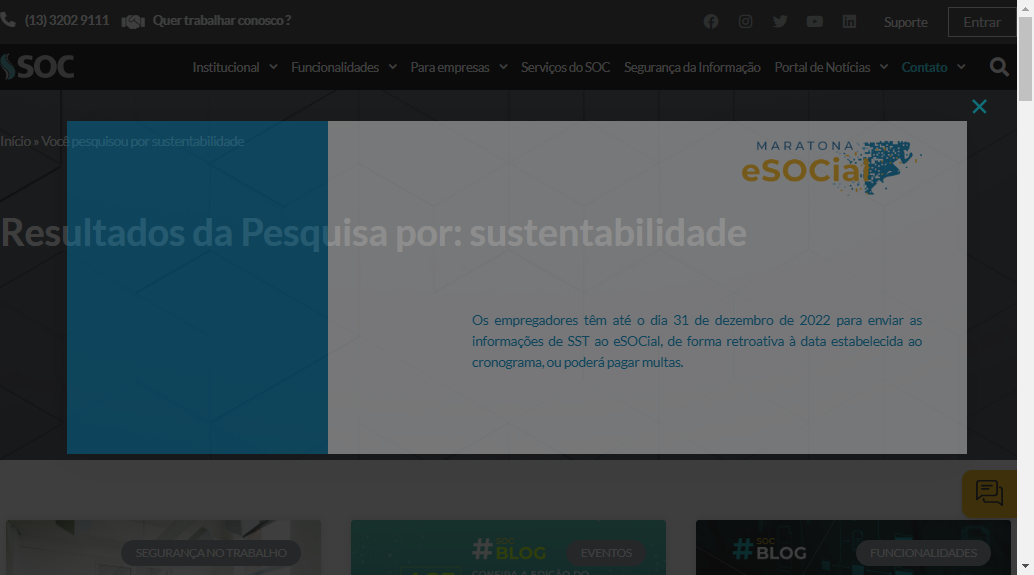 (13) 3202 9111 Quer trabalhar conosco ? Suporte Entrar
SOC Institucional Funcionalidades Para empresas Serviços do SOC Segurança da Informação Portal de Notícias Contato
Início » Você pesquisou por sustentabilidade
MARATONA
eSOCial
Resultados da Pesquisa por: sustentabilidade
Os empregadores têm até o dia 31 de dezembro de 2022 para enviar as
informações de SST ao eSOCial, de forma retroativa à data estabelecida ao
cronograma, ou poderá pagar multas.
SEGURANÇA NO TRABALHO
#SOC BLOG
EVENTOS
CONFIRA A EDIÇÃO DO
#SOC BLOG
FUNCIONALIDADES